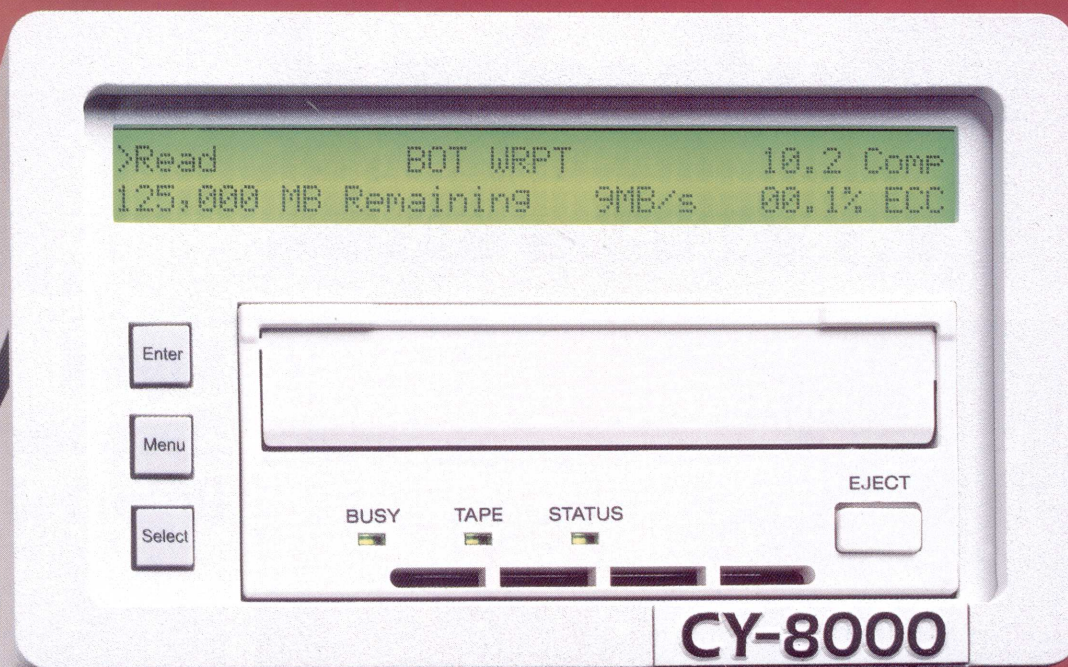 >Read BOT WRPT 10.2 Comp
125,000 MB Remaining 9MB/s 00.1% ECC
Enter
Menu
Select
BUSY TAPE STATUS
EJECT
CY-8000